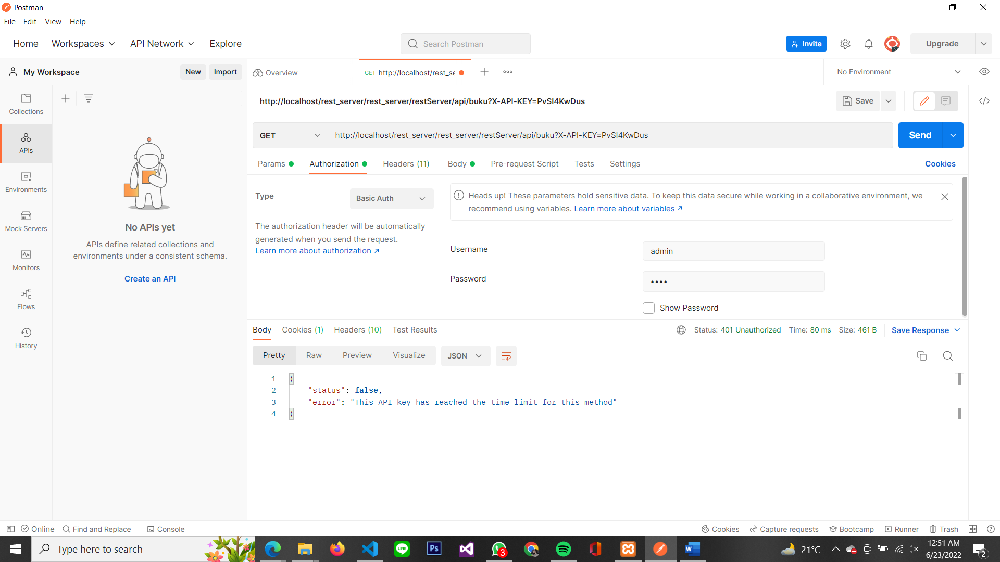 Postman
File Edit View Help
Home Workspaces API Network Explore
Search Postman
Invite
Upgrade
My Workspace
New Import
Overview
GET http://localhost/rest_se
No Environment
Collections
APIs
Environments
Mock Servers
Monitors
Flows
History
No APIs yet
APIs define related collections and
environments under a consistent schema.
Create an API
http://localhost/rest_server/rest_server/restServer/api/buku?X-API-KEY=PvSI4KwDus
Save
GET
http://localhost/rest_server/rest_server/restServer/api/buku?X-API-KEY=PvSI4KwDus
Send
Params Authorization Headers (11) Body Pre-request Script Tests Settings
Cookies
Type
Basic Auth
The authorization header will be automatically
generated when you send the request.
Learn more about authorization ↗
Heads up! These parameters hold sensitive data. To keep this data secure while working in a collaborative environment, we
recommend using variables. Learn more about variables ↗
Username
admin
Password
••••
Show Password
Body Cookies (1) Headers (10) Test Results
Status: 401 Unauthorized Time: 80 ms Size: 461 B
Save Response
Pretty Raw Preview Visualize
JSON
1 {
2 "status": false,
3 "error": "This API key has reached the time limit for this method"
4 }
Online Find and Replace Console
Cookies Capture requests Bootcamp Runner Trash
Type here to search
LINE
Ps
3
W
21°C
12:51 AM
6/23/2022
2